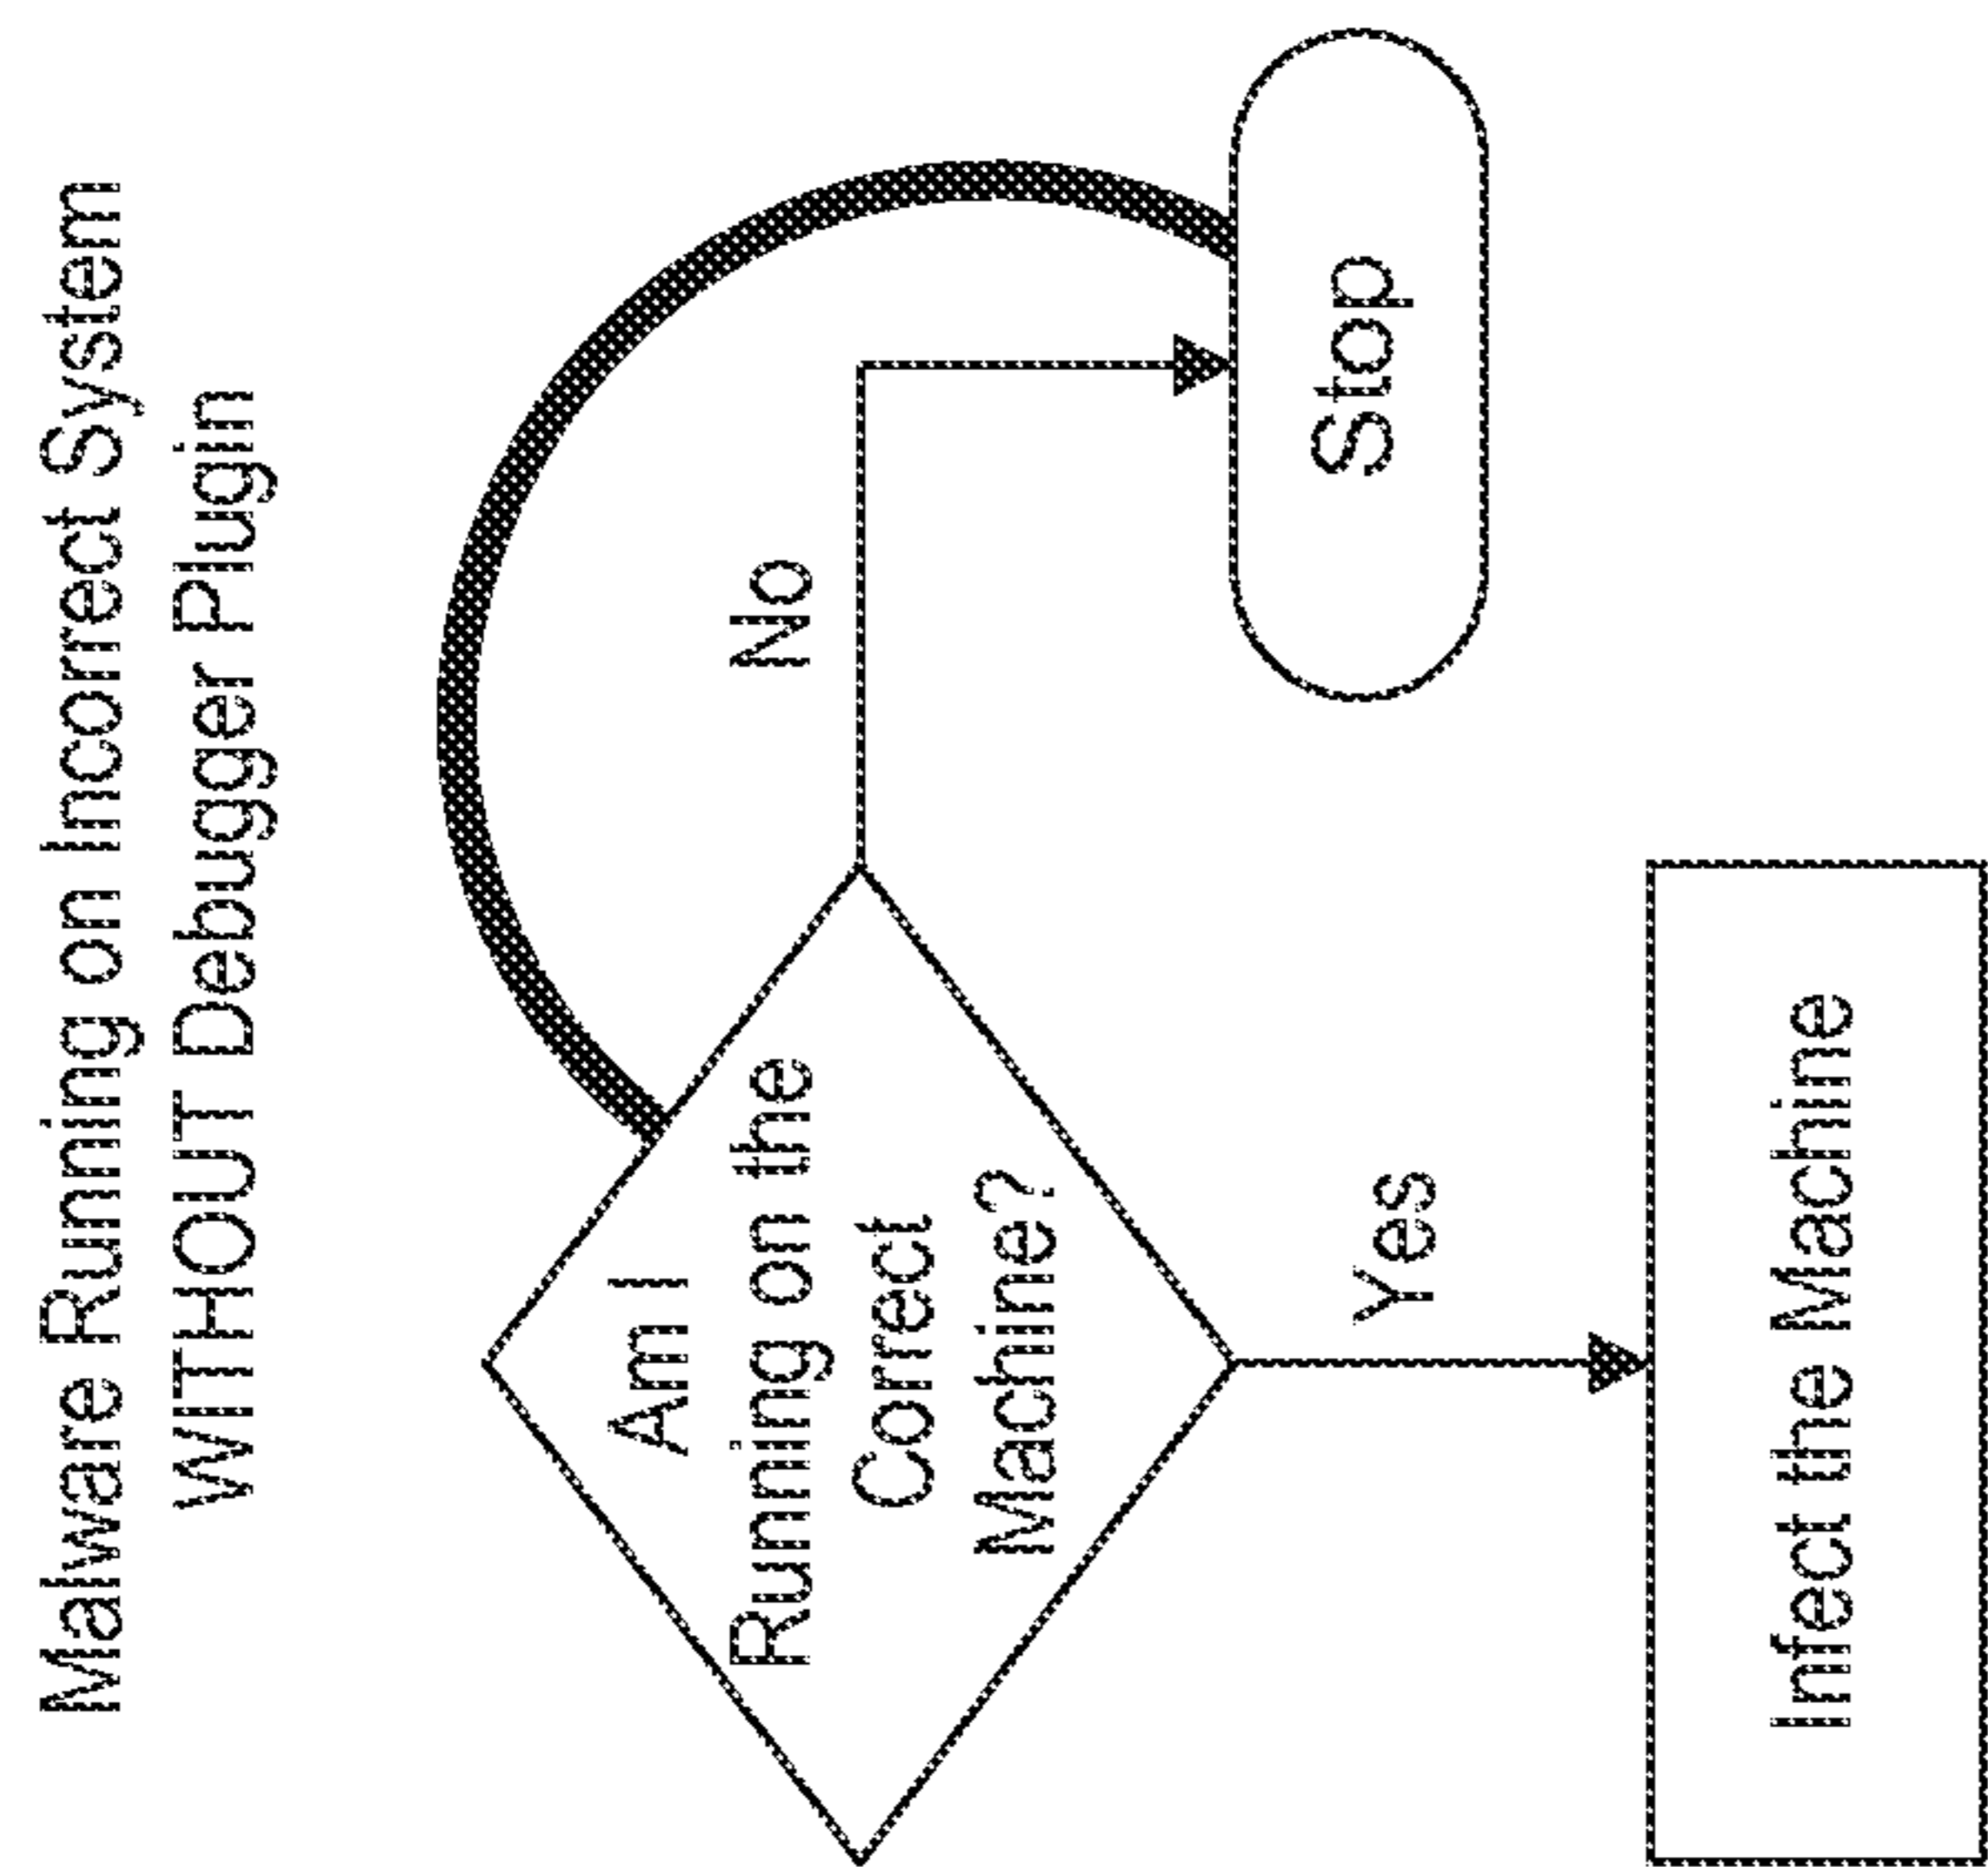 Malware Running on Incorrect System
WITHOUT Debugger Plugin
Am I
Running on the
Correct
Machine?
No
Stop
Yes
Infect the Machine